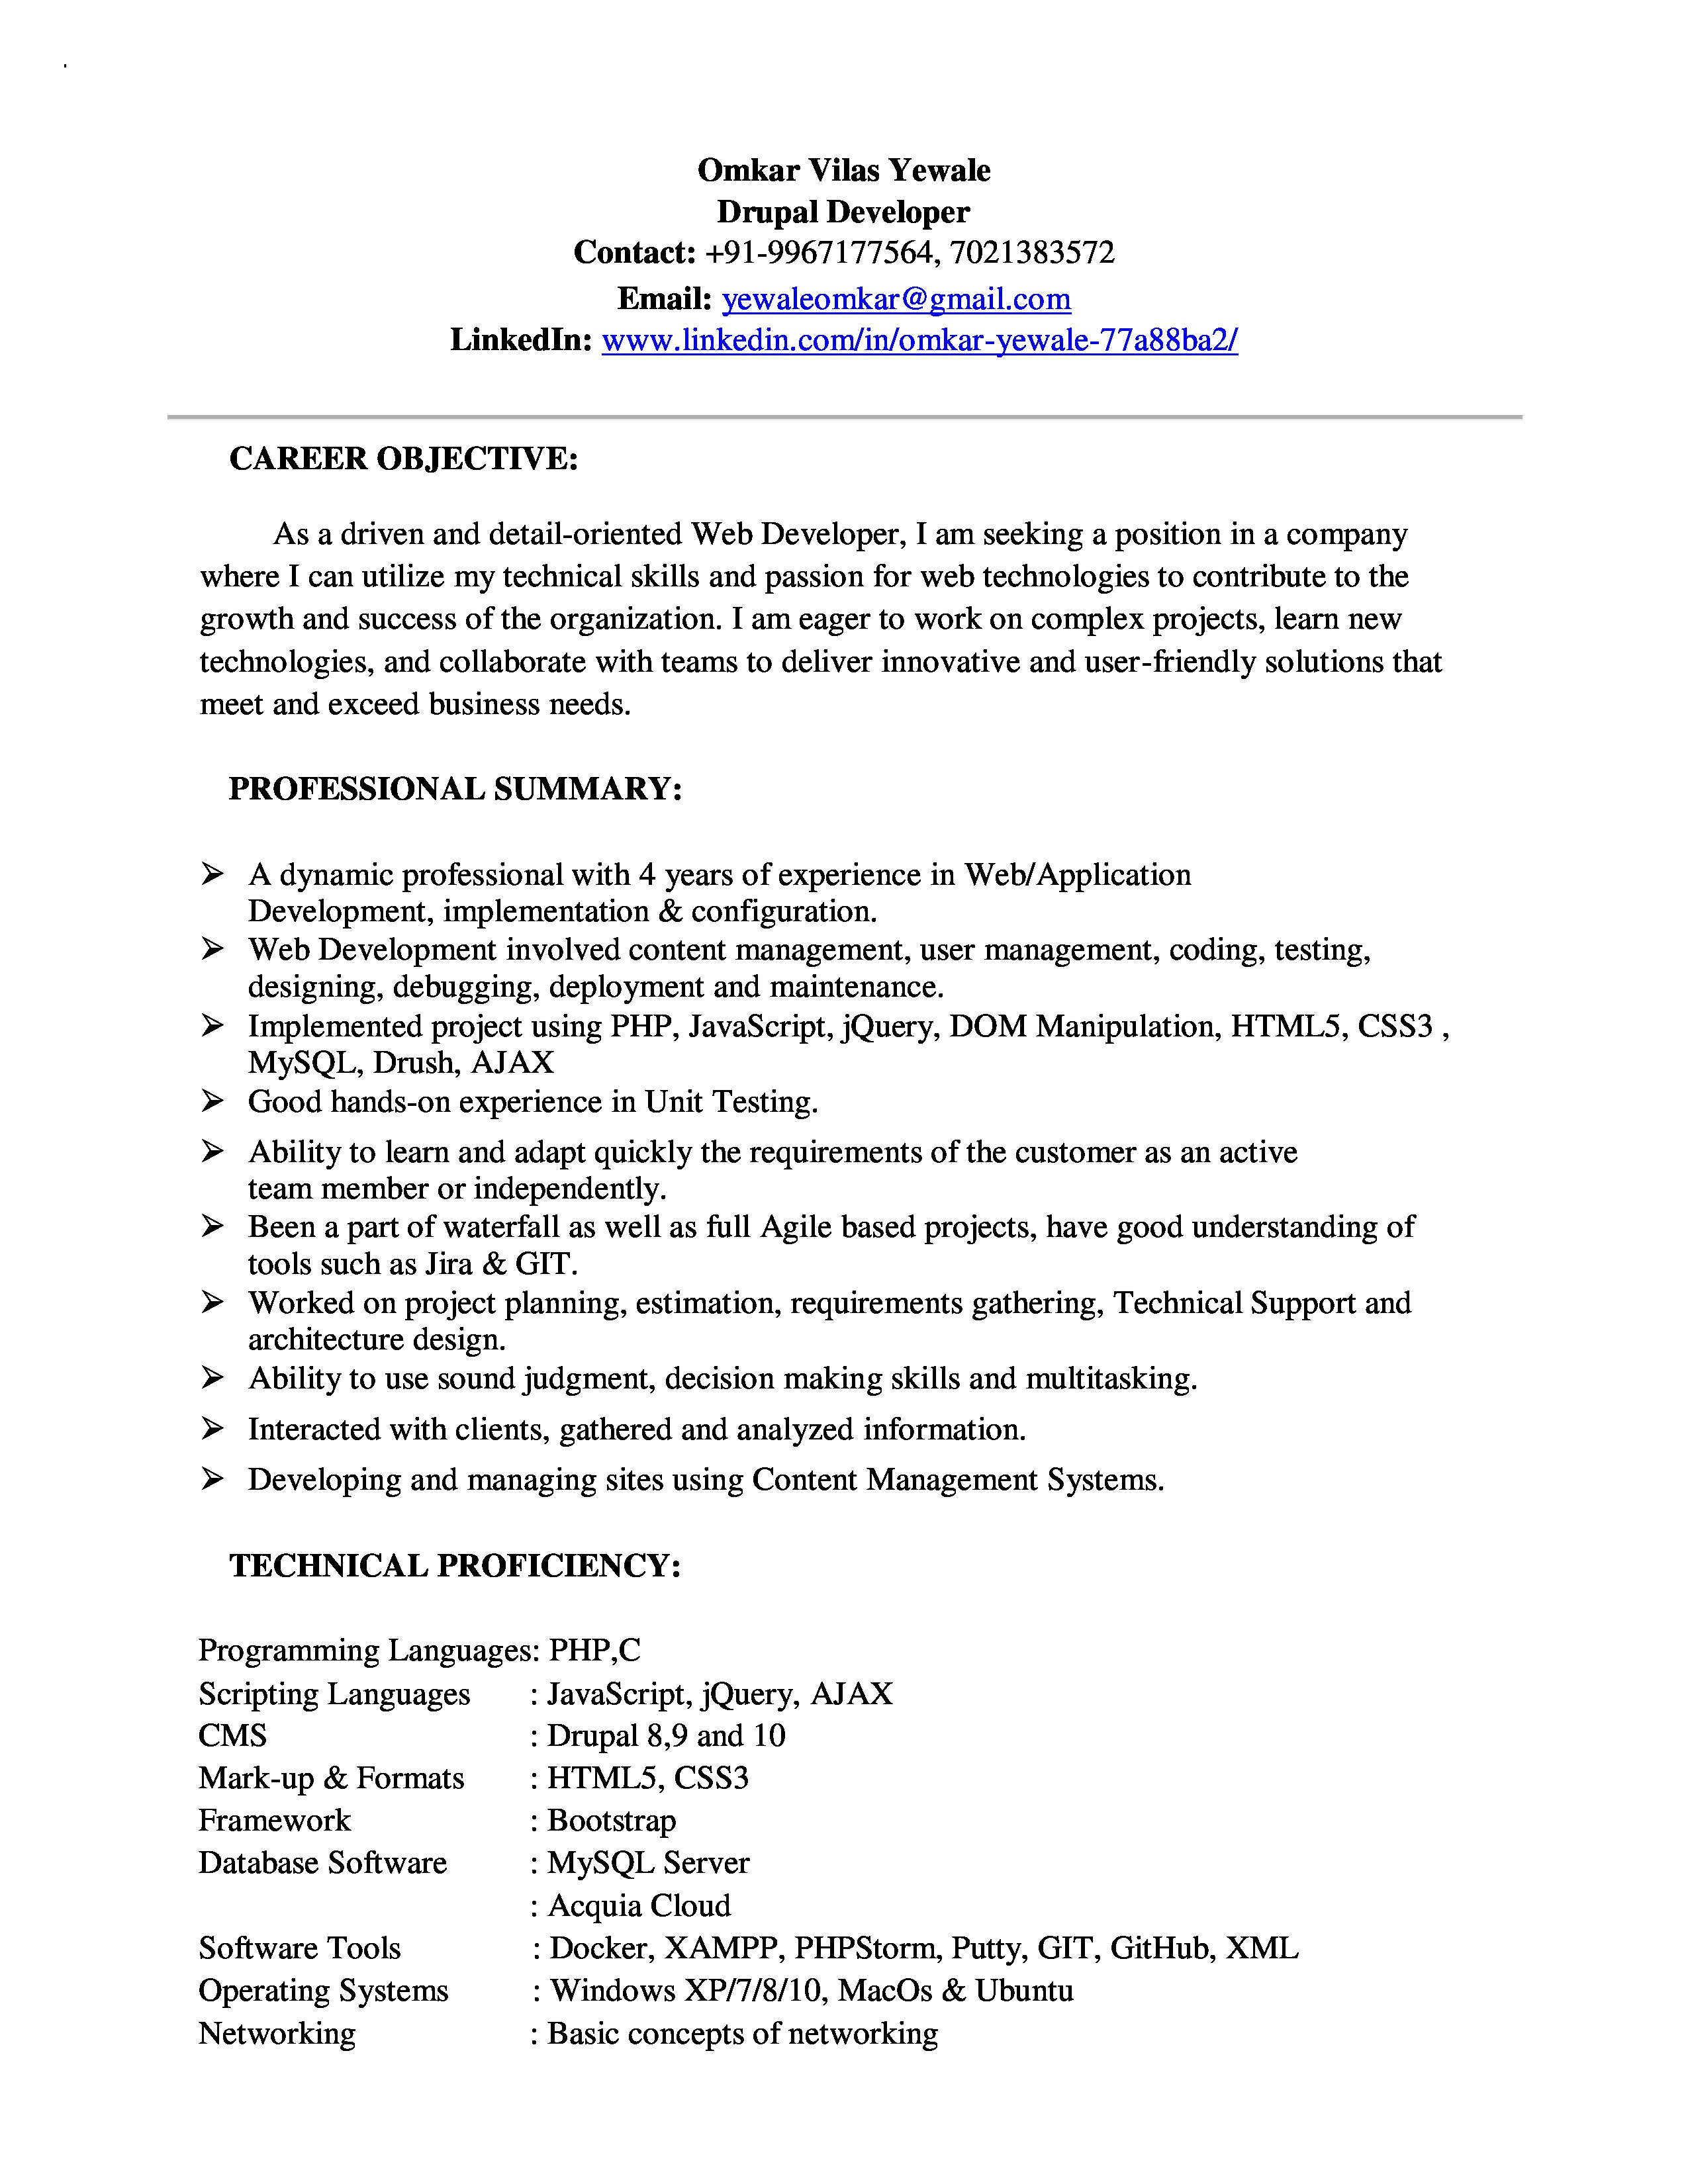 Omkar Vilas Yewale
Drupal Developer
Contact: +91-9967177564, 7021383572
Email: yewaleomkar@gmail.com
LinkedIn: www.linkedin.com/in/omkar-yewale-77a88ba2/
CAREER OBJECTIVE:
As a driven and detail-oriented Web Developer, I am seeking a position in a company
where I can utilize my technical skills and passion for web technologies to contribute to the
growth and success of the organization. I am eager to work on complex projects, learn new
technologies, and collaborate with teams to deliver innovative and user-friendly solutions that
meet and exceed business needs.
PROFESSIONAL SUMMARY:
➢ A dynamic professional with 4 years of experience in Web/Application
Development, implementation & configuration.
➢ Web Development involved content management, user management, coding, testing,
designing, debugging, deployment and maintenance.
➢ Implemented project using PHP, JavaScript, jQuery, DOM Manipulation, HTML5, CSS3 ,
MySQL, Drush, AJAX
➢ Good hands-on experience in Unit Testing.
➢ Ability to learn and adapt quickly the requirements of the customer as an active
team member or independently.
➢ Been a part of waterfall as well as full Agile based projects, have good understanding of
tools such as Jira & GIT.
➢ Worked on project planning, estimation, requirements gathering, Technical Support and
architecture design.
➢ Ability to use sound judgment, decision making skills and multitasking.
➢ Interacted with clients, gathered and analyzed information.
➢ Developing and managing sites using Content Management Systems.
TECHNICAL PROFICIENCY:
Programming Languages: PHP,C
Scripting Languages : JavaScript, jQuery, AJAX
CMS : Drupal 8,9 and 10
Mark-up & Formats : HTML5, CSS3
Framework : Bootstrap
Database Software : MySQL Server
: Acquia Cloud
Software Tools : Docker, XAMPP, PHPStorm, Putty, GIT, GitHub, XML
Operating Systems : Windows XP/7/8/10, MacOs & Ubuntu
Networking : Basic concepts of networking